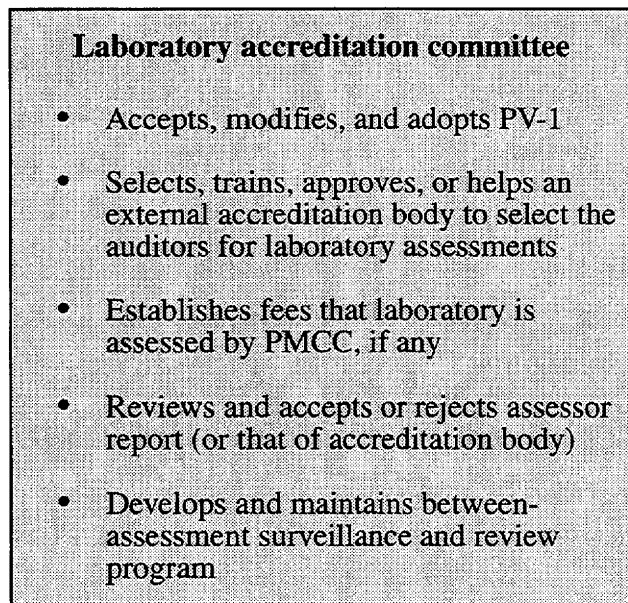 Laboratory accreditation committee
• Accepts, modifies, and adopts PV-1
• Selects, trains, approves, or helps an
external accreditation body to select the
auditors for laboratory assessments
• Establishes fees that laboratory is
assessed by PMCC, if any
• Reviews and accepts or rejects assessor
report (or that of accreditation body)
• Develops and maintains between-
assessment surveillance and review
program